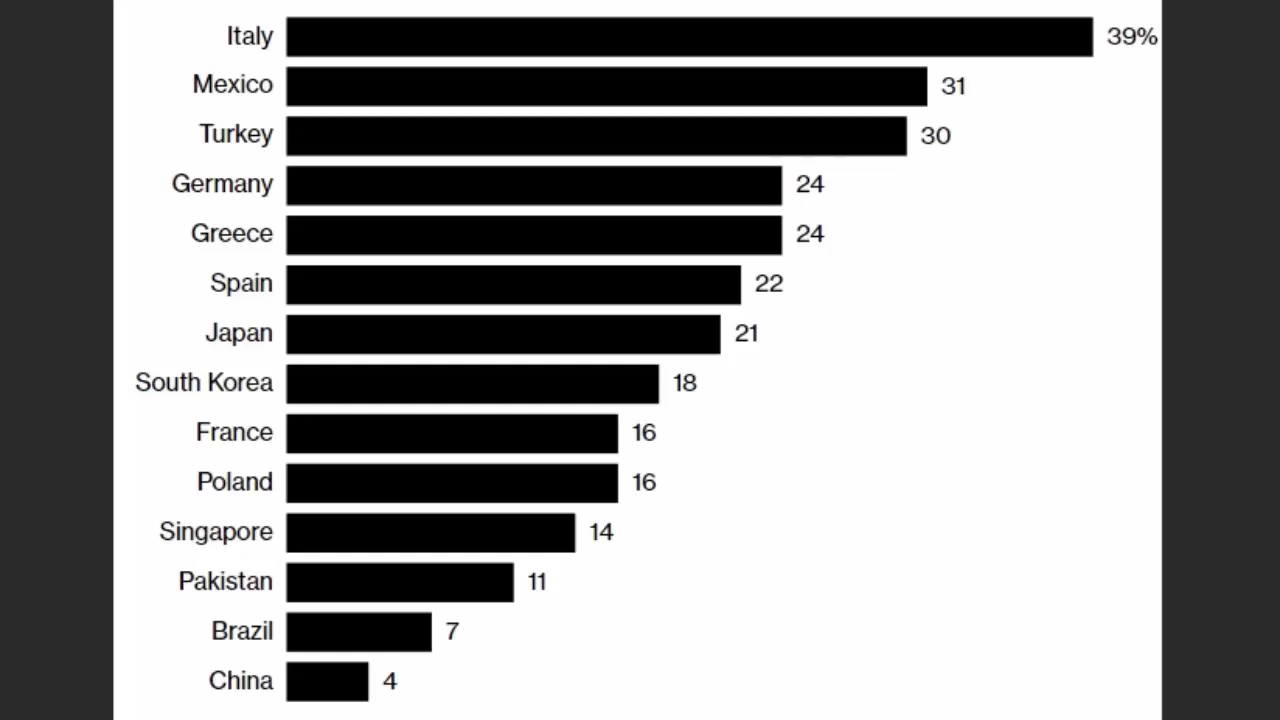 Italy 39%
Mexico 31
Turkey 30
Germany 24
Greece 24
Spain 22
Japan 21
South Korea 18
France 16
Poland 16
Singapore 14
Pakistan 11
Brazil 7
China 4